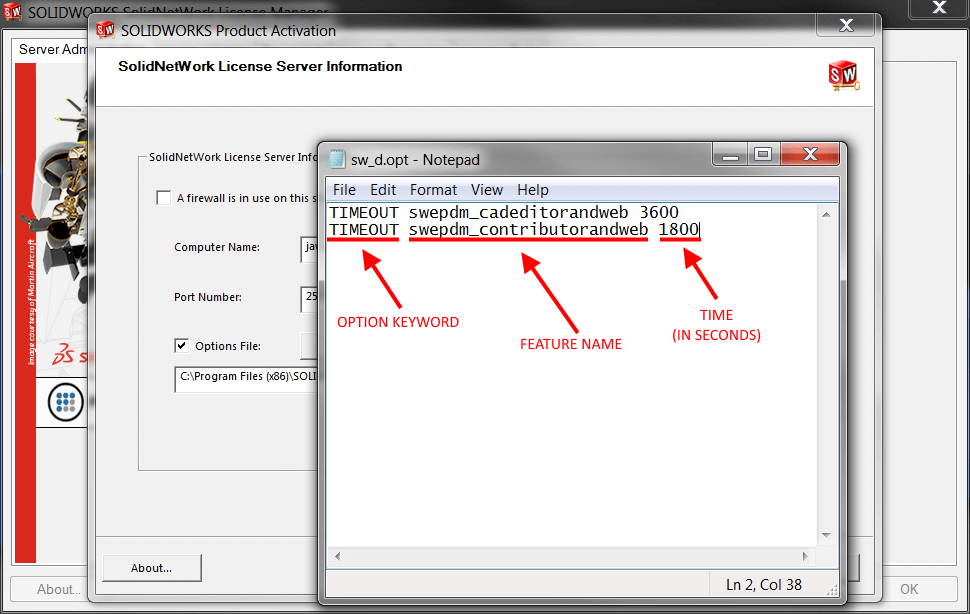 SOLIDWORKS SolidNetWork License Manager
Server Adm
SOLIDWORKS Product Activation
SolidNetWork License Server Information
SW
SolidNetWork License Server Info
A firewall is in use on this s
Computer Name:
jav
Port Number:
25
Options File:
C:\Program Files (x86)\SOLI
About...
Image courtesy of Martin Aircraft
sw_d.opt - Notepad
File Edit Format View Help
TIMEOUT swepdm_cadeditorandweb 3600
TIMEOUT swepdm_contributorandweb 1800
OPTION KEYWORD
FEATURE NAME
TIME
(IN SECONDS)
Ln 2, Col 38
About...
OK